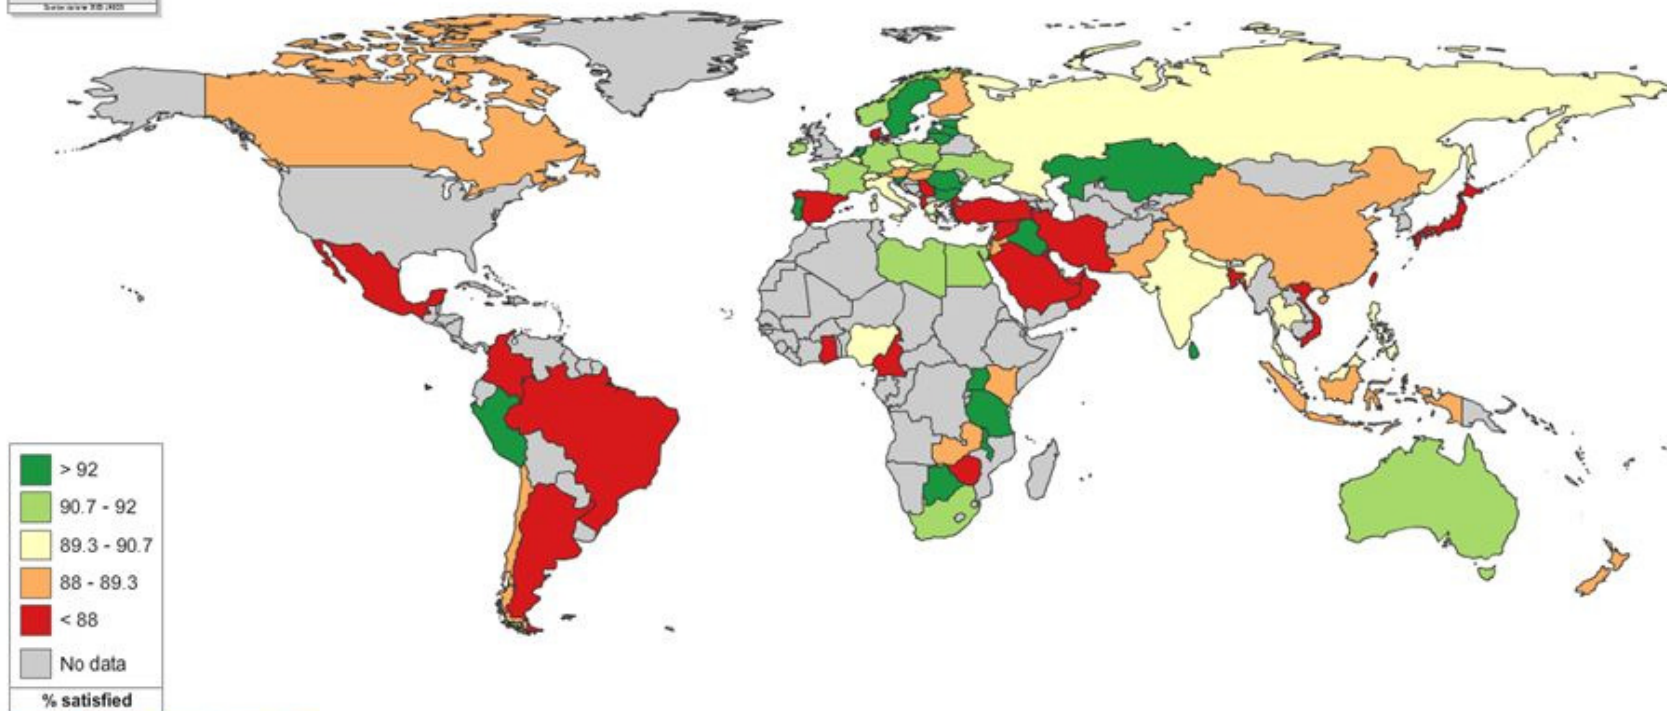 > 92
90.7 - 92
89.3 - 90.7
88 - 89.3
< 88
No data
% satisfied